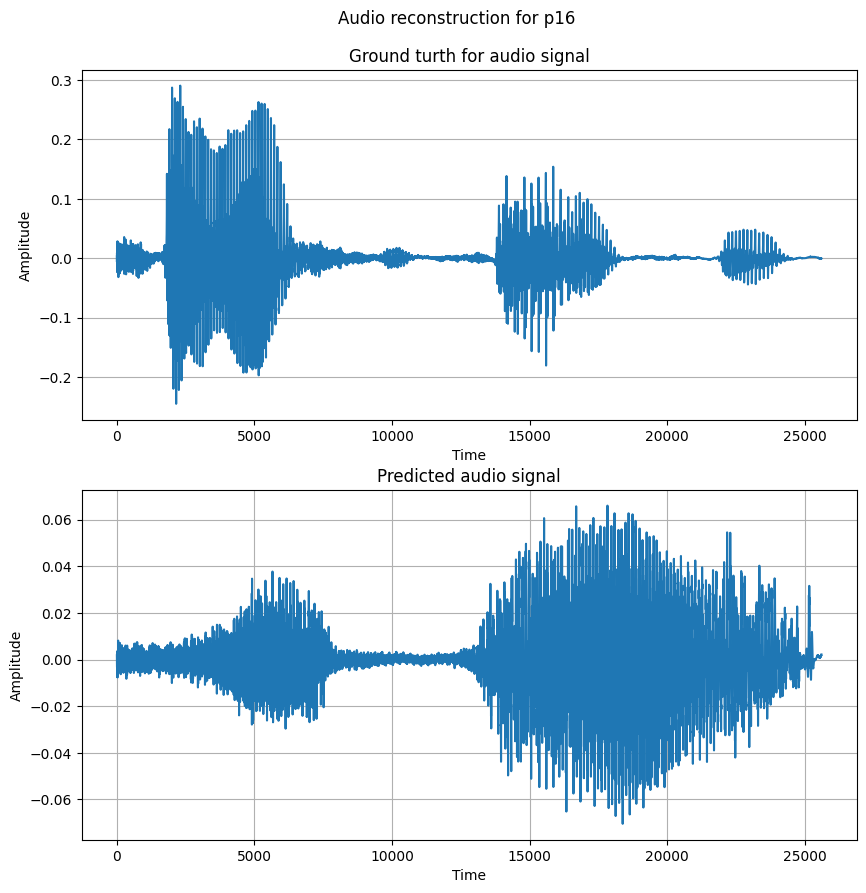 Audio reconstruction for p16
Ground turth for audio signal
0.3
0.2
0.1
0.0
−0.1
−0.2
Amplitude
0 5000 10000 15000 20000 25000
Time
Predicted audio signal
0.06
0.04
0.02
0.00
−0.02
−0.04
−0.06
Amplitude
0 5000 10000 15000 20000 25000
Time